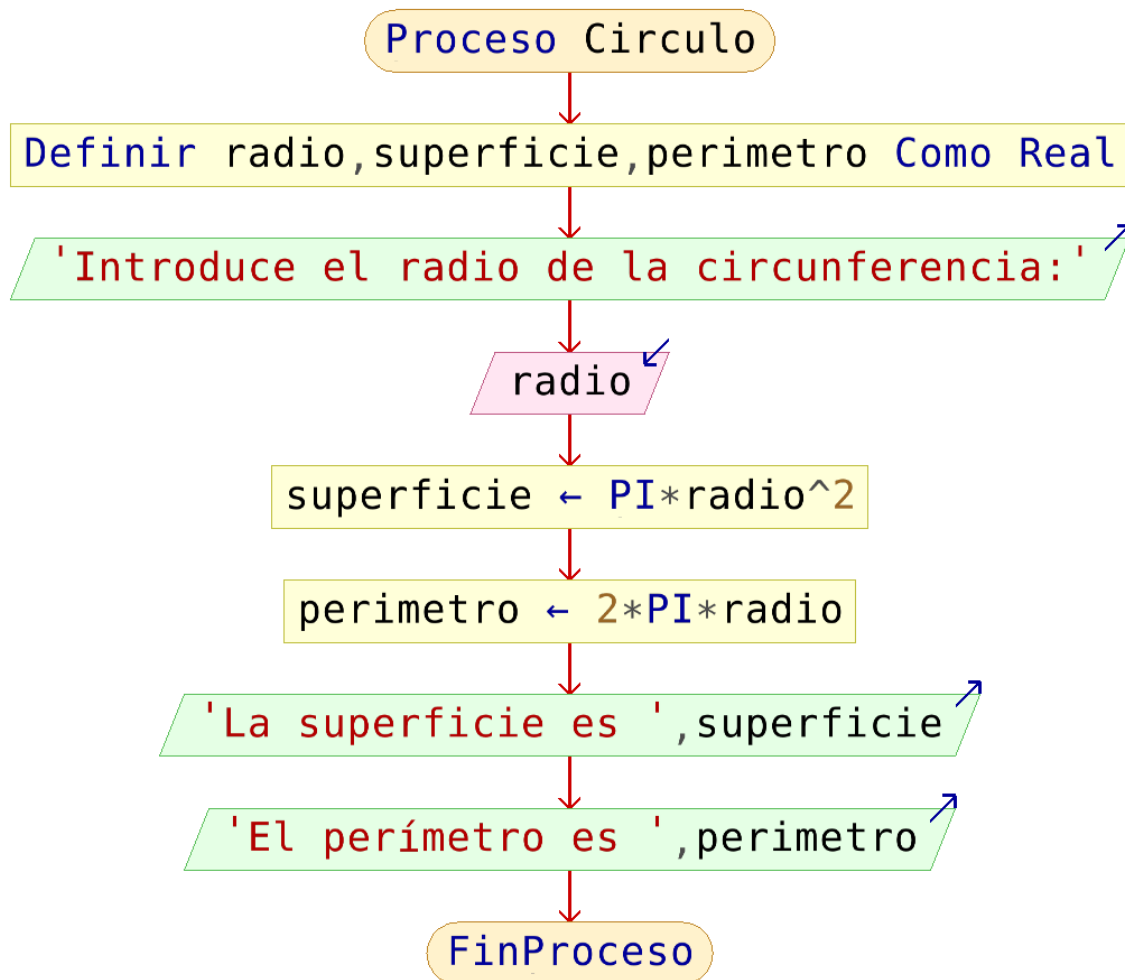 Proceso Circulo
Definir radio,superficie,perimetro Como Real
'Introduce el radio de la circunferencia:'
radio
superficie ← PI*radio^2
perimetro ← 2*PI*radio
'La superficie es ',superficie
'El perímetro es ',perimetro
FinProceso